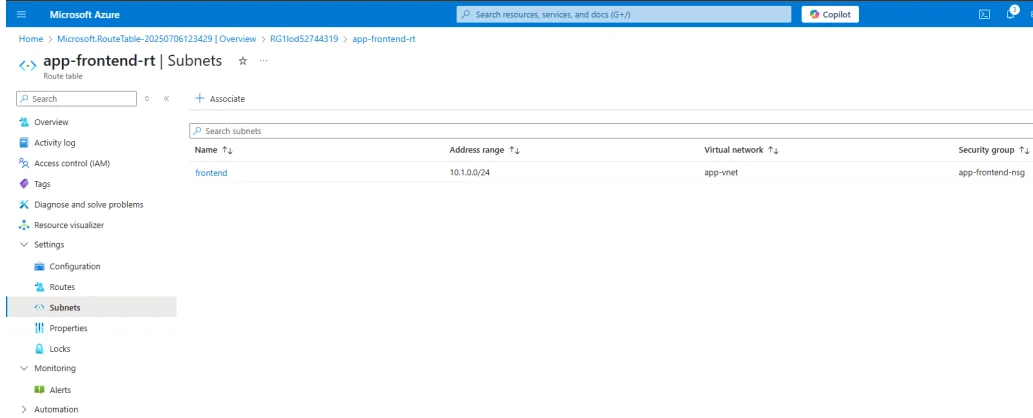 Microsoft Azure
Search resources, services, and docs (G+/)
Copilot
3
Home > Microsoft.RouteTable-20250706123429 | Overview > RG1lod52744319 > app-frontend-rt
app-frontend-rt | Subnets
Route table
Search
Associate
Overview
Activity log
Access control (IAM)
Tags
Diagnose and solve problems
Resource visualizer
Settings
Configuration
Routes
Subnets
Properties
Locks
Monitoring
Alerts
Automation
Search subnets
Name Address range Virtual network Security group
frontend 10.1.0.0/24 app-vnet app-frontend-nsg